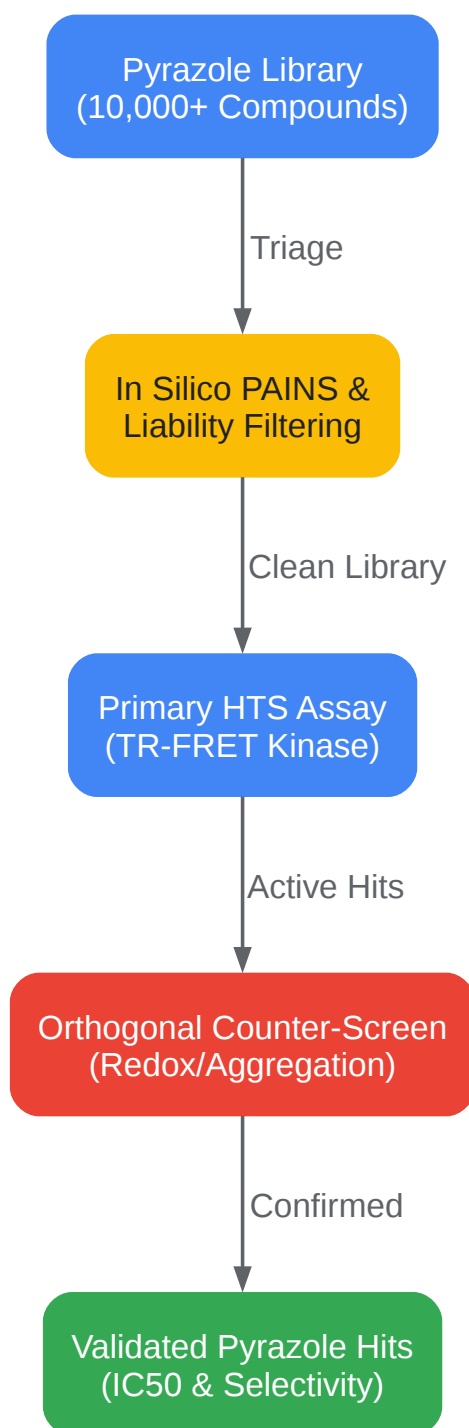 Pyrazole Library
(10,000+ Compounds)
Triage
In Silico PAINS &
Liability Filtering
Clean Library
Primary HTS Assay
(TR-FRET Kinase)
Active Hits
Orthogonal Counter-Screen
(Redox/Aggregation)
Confirmed
Validated Pyrazole Hits
(IC50 & Selectivity)